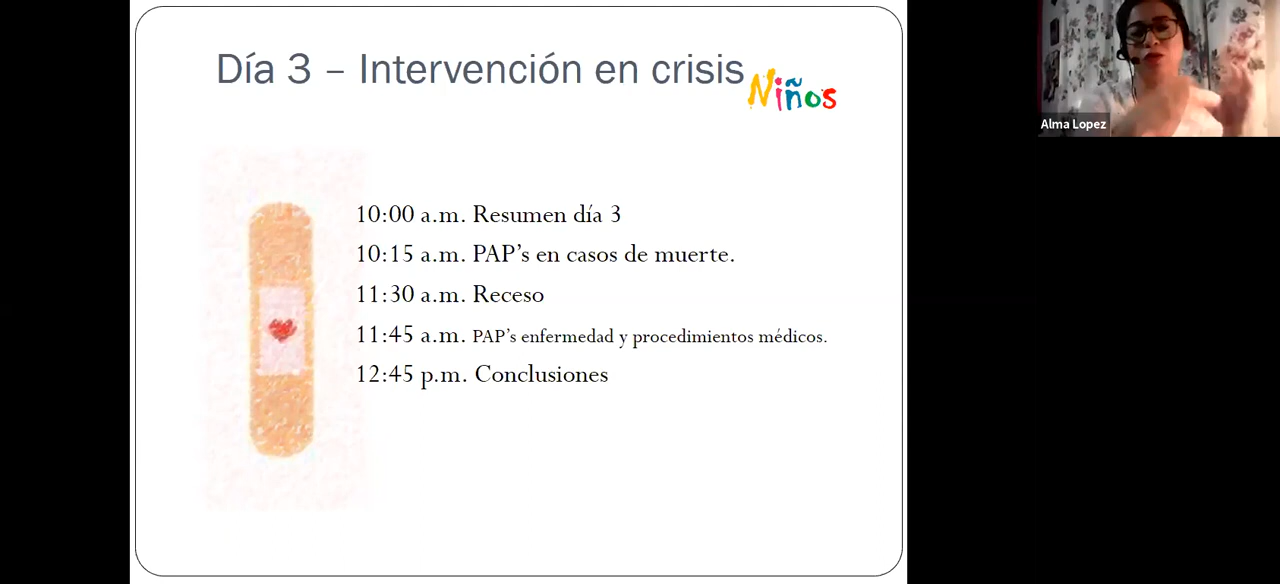 Día 3 – Intervención en crisis
Niños
10:00 a.m. Resumen día 3
10:15 a.m. PAP’s en casos de muerte.
11:30 a.m. Receso
11:45 a.m. PAP’s enfermedad y procedimientos médicos.
12:45 p.m. Conclusiones
Alma Lopez